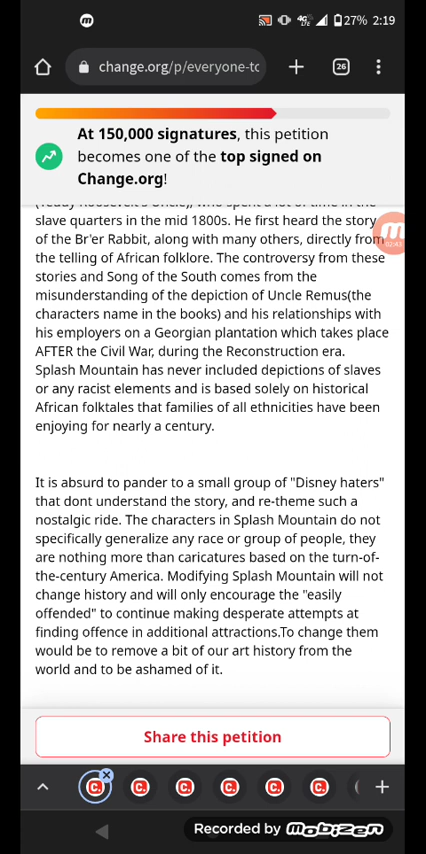 27% 2:19
change.org/p/everyone-to
26
At 150,000 signatures, this petition
becomes one of the top signed on
Change.org!
(Teddy Roosevelt's Uncle), who spent a lot of time in the
slave quarters in the mid 1800s. He first heard the story
of the Br'er Rabbit, along with many others, directly from
the telling of African folklore. The controversy from these
stories and Song of the South comes from the
misunderstanding of the depiction of Uncle Remus(the
characters name in the books) and his relationships with
his employers on a Georgian plantation which takes place
AFTER the Civil War, during the Reconstruction era.
Splash Mountain has never included depictions of slaves
or any racist elements and is based solely on historical
African folktales that families of all ethnicities have been
enjoying for nearly a century.
It is absurd to pander to a small group of "Disney haters"
that dont understand the story, and re-theme such a
nostalgic ride. The characters in Splash Mountain do not
specifically generalize any race or group of people, they
are nothing more than caricatures based on the turn-of-
the-century America. Modifying Splash Mountain will not
change history and will only encourage the "easily
offended" to continue making desperate attempts at
finding offence in additional attractions.To change them
would be to remove a bit of our art history from the
world and to be ashamed of it.
02:43
Share this petition
C. C. C. C. C. C.
Recorded by mobizen